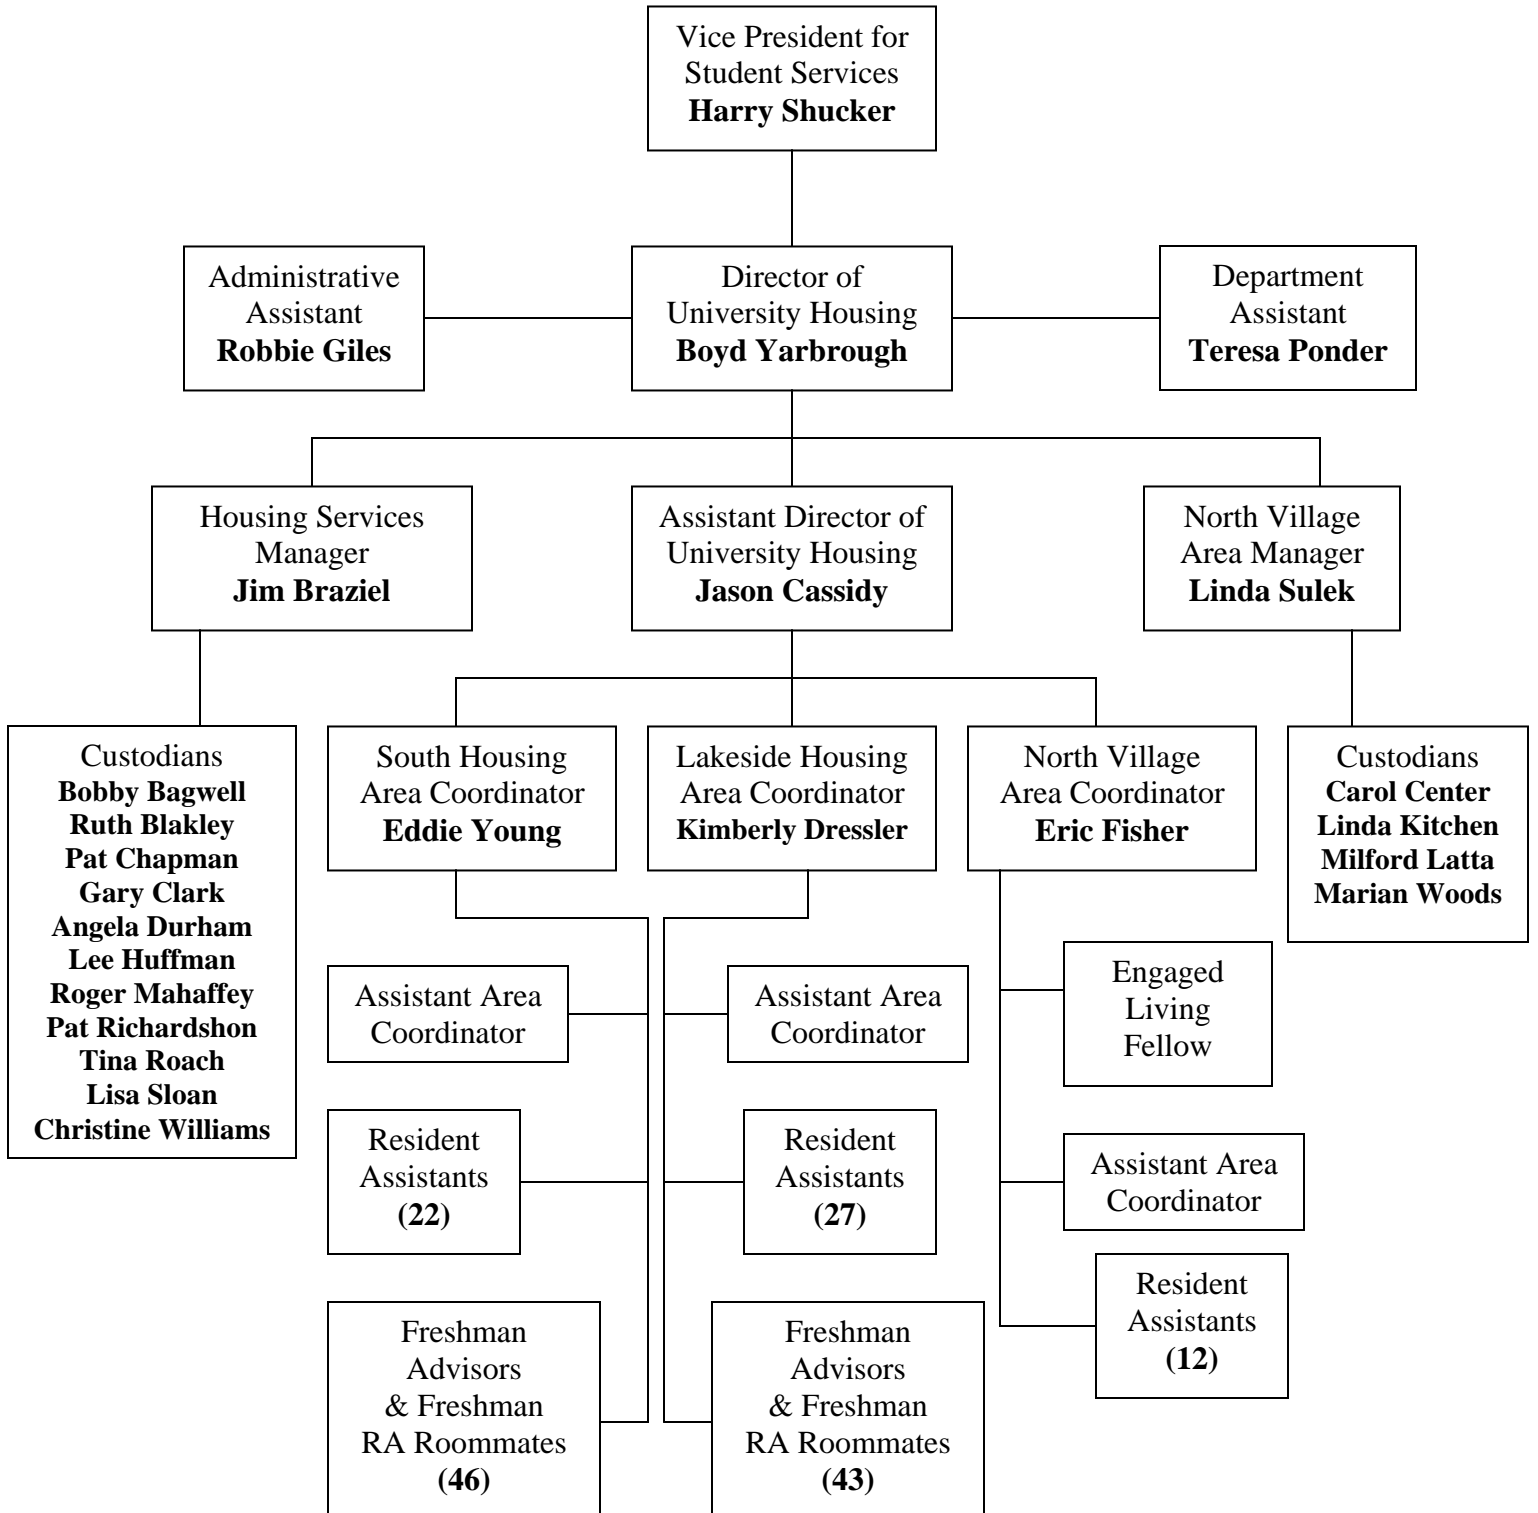 Vice President for
Student Services
Harry Shucker
Administrative
Assistant
Robbie Giles
Director of
University Housing
Boyd Yarbrough
Department
Assistant
Teresa Ponder
Housing Services
Manager
Jim Braziel
Assistant Director of
University Housing
Jason Cassidy
North Village
Area Manager
Linda Sulek
Custodians
Bobby Bagwell
Ruth Blakley
Pat Chapman
Gary Clark
Angela Durham
Lee Huffman
Roger Mahaffey
Pat Richardshon
Tina Roach
Lisa Sloan
Christine Williams
South Housing
Area Coordinator
Eddie Young
Lakeside Housing
Area Coordinator
Kimberly Dressler
North Village
Area Coordinator
Eric Fisher
Custodians
Carol Center
Linda Kitchen
Milford Latta
Marian Woods
Assistant Area
Coordinator
Assistant Area
Coordinator
Engaged
Living
Fellow
Resident
Assistants
(22)
Resident
Assistants
(27)
Assistant Area
Coordinator
Resident
Assistants
(12)
Freshman
Advisors
& Freshman
RA Roommates
(46)
Freshman
Advisors
& Freshman
RA Roommates
(43)